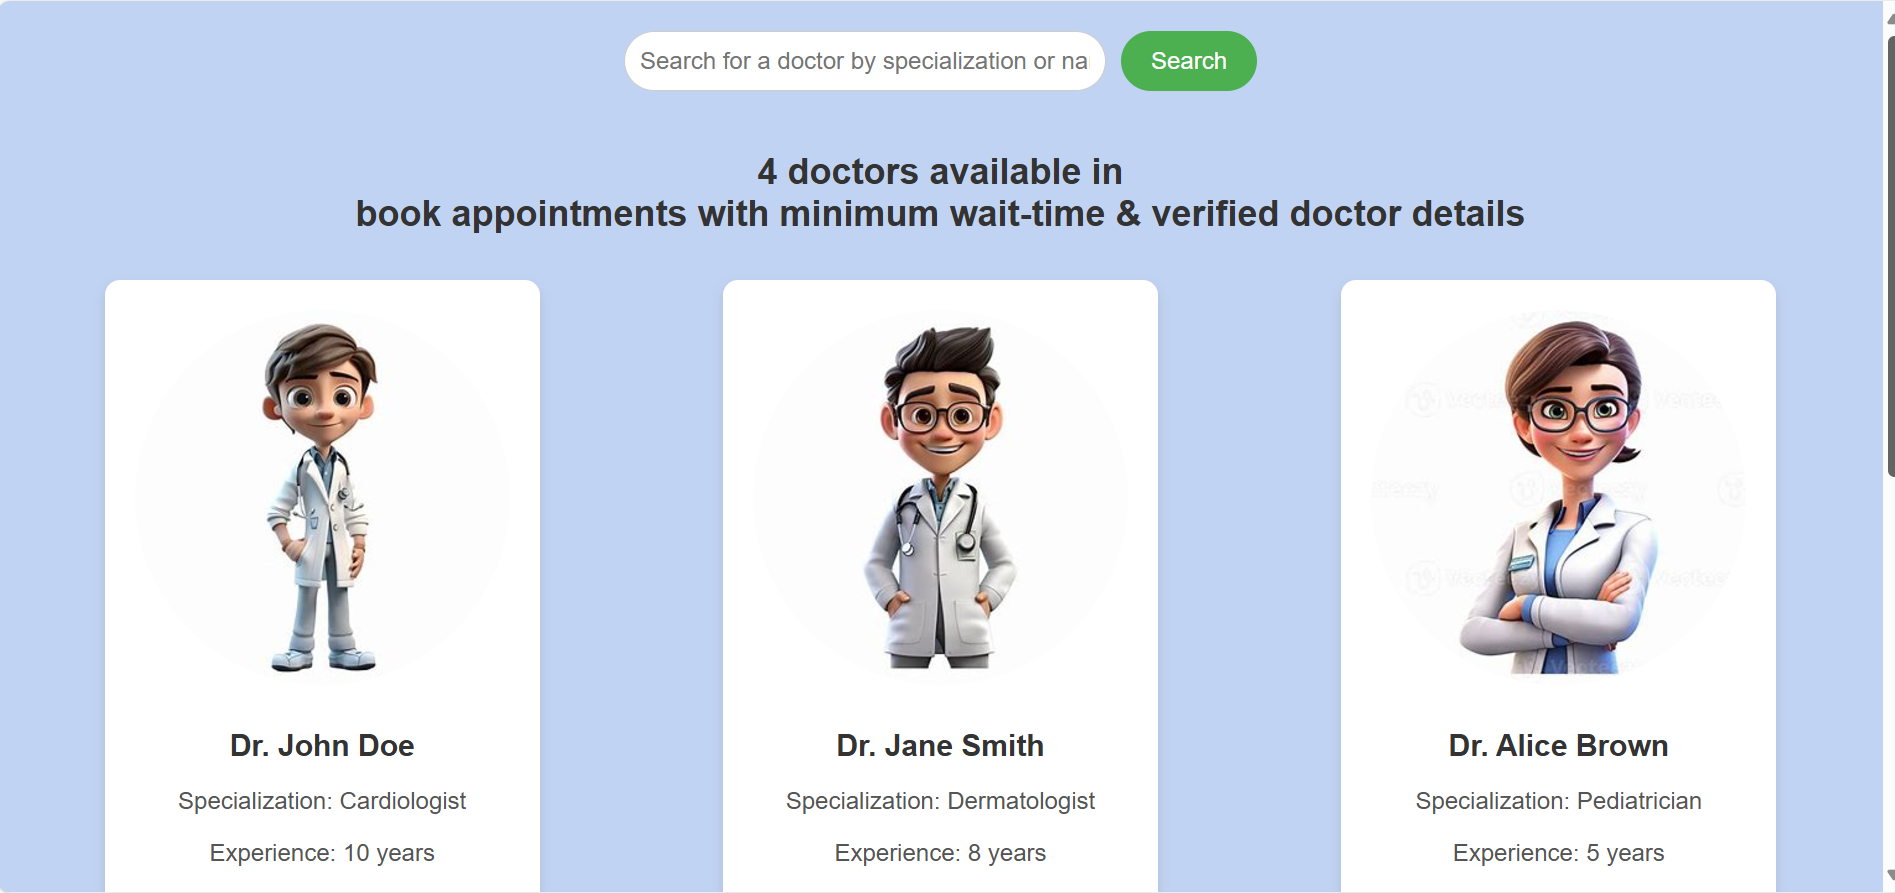 Search for a doctor by specialization or na
Search
4 doctors available in
book appointments with minimum wait-time & verified doctor details
Dr. John Doe
Specialization: Cardiologist
Experience: 10 years
Dr. Jane Smith
Specialization: Dermatologist
Experience: 8 years
Dr. Alice Brown
Specialization: Pediatrician
Experience: 5 years